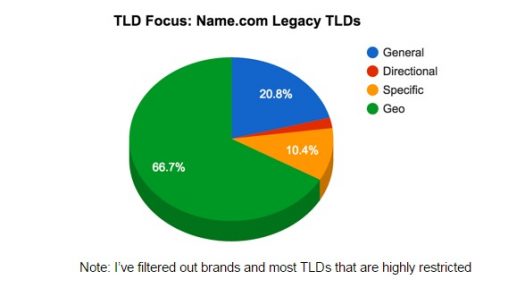 TLD Focus: Name.com Legacy TLDs
General
Directional
Specific
Geo
20.8%
10.4%
66.7%
Note: I've filtered out brands and most TLDs that are highly restricted